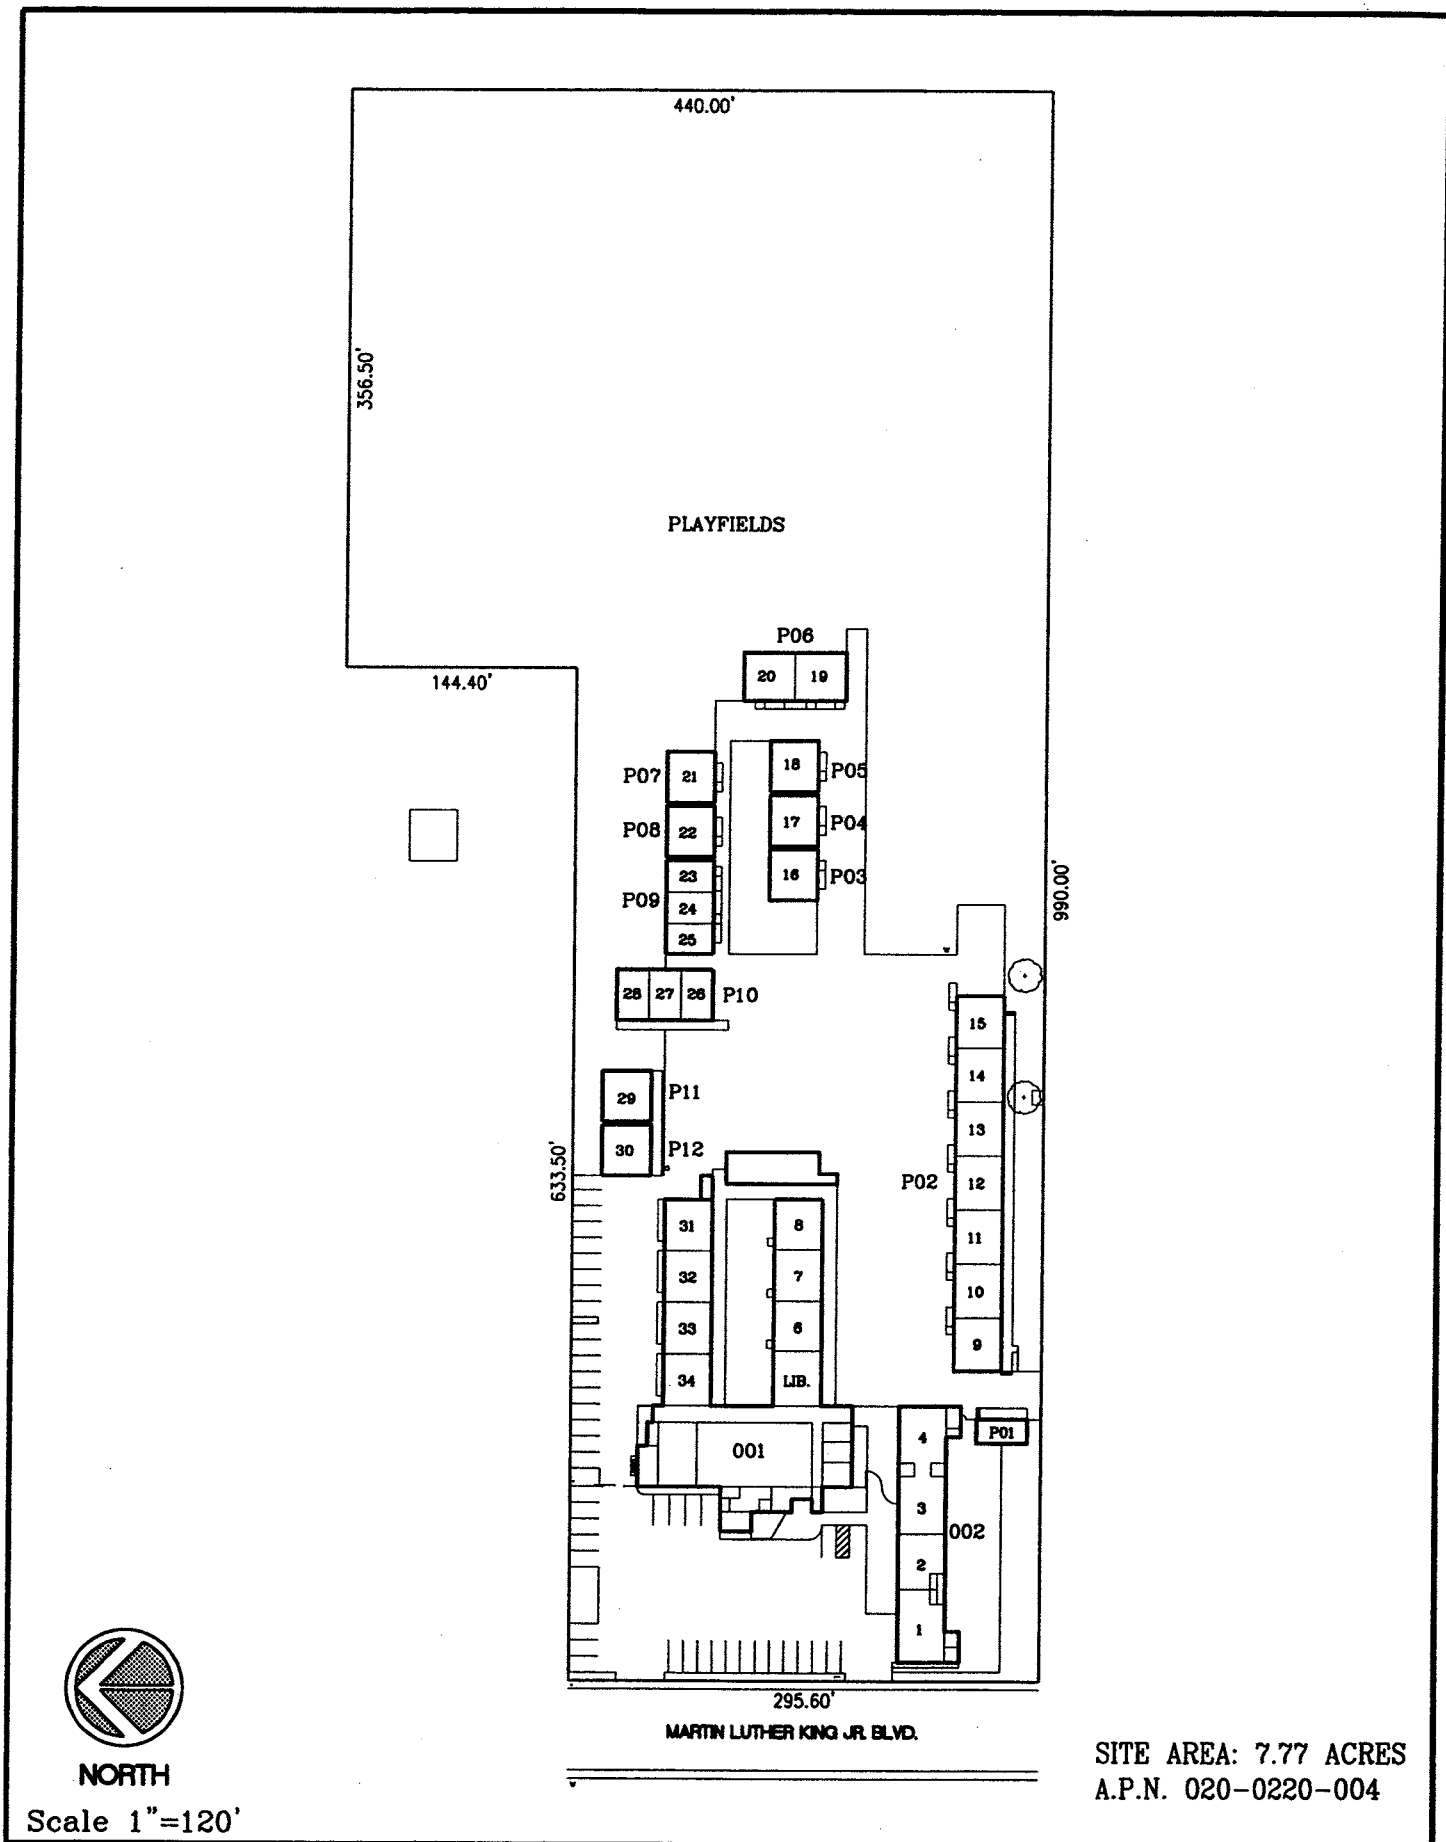 440.00'
356.50'
PLAYFIELDS
P06
20 19
144.40'
P07 21 18 P05
P08 22 17 P04
23 16 P03
P09 24
25
990.00'
28 27 26 P10
15
14
29 P11
13
30 P12
633.50'
P02 12
31 8
11
32 7
10
33 6
9
34 LIB.
001
4 P01
3
002
2
1
295.60'
MARTIN LUTHER KING JR. BLVD.
NORTH
Scale 1"=120'
SITE AREA: 7.77 ACRES
A.P.N. 020-0220-004